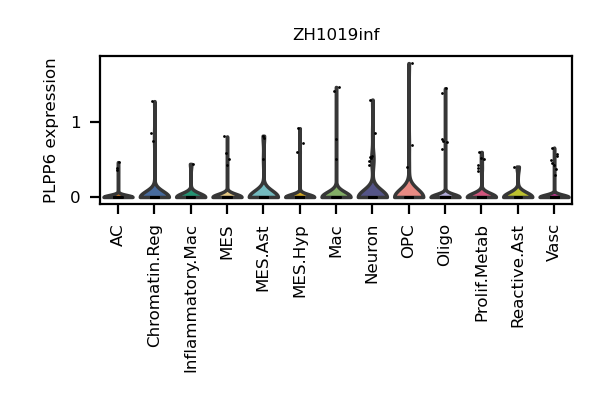 ZH1019inf
PLPP6 expression
1
0
AC
Chromatin.Reg
Inflammatory.Mac
MES
MES.Ast
MES.Hyp
Mac
Neuron
OPC
Oligo
Prolif.Metab
Reactive.Ast
Vasc